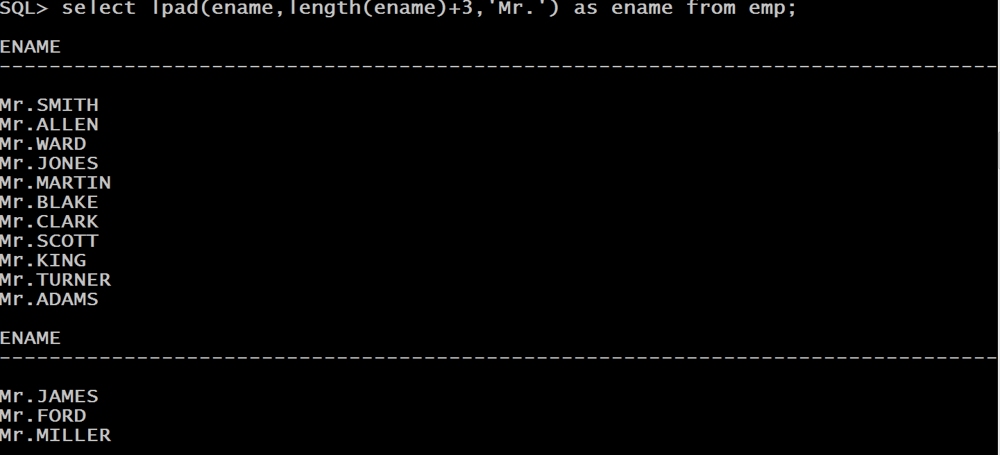 SQL> select lpad(ename,length(ename)+3,'Mr.') as ename from emp;
ENAME
--------------------------------------------------------------------------------
Mr.SMITH
Mr.ALLEN
Mr.WARD
Mr.JONES
Mr.MARTIN
Mr.BLAKE
Mr.CLARK
Mr.SCOTT
Mr.KING
Mr.TURNER
Mr.ADAMS
ENAME
--------------------------------------------------------------------------------
Mr.JAMES
Mr.FORD
Mr.MILLER